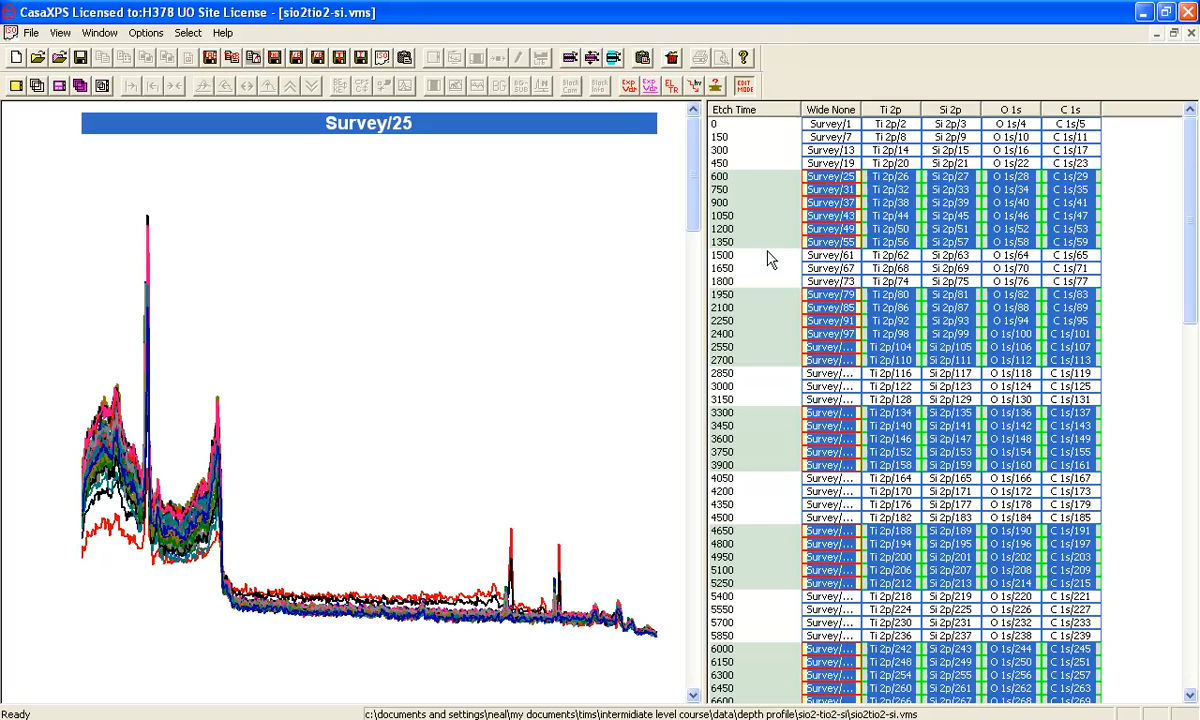 CasaXPS Licensed to:H378 UO Site License - [sio2tio2-si.vms]
File View Window Options Select Help
Survey/25
Etch Time Wide None Ti 2p Si 2p O 1s C 1s
0 Survey/1 Ti 2p/2 Si 2p/3 O 1s/4 C 1s/5
150 Survey/7 Ti 2p/8 Si 2p/9 O 1s/10 C 1s/11
300 Survey/13 Ti 2p/14 Si 2p/15 O 1s/16 C 1s/17
450 Survey/19 Ti 2p/20 Si 2p/21 O 1s/22 C 1s/23
600 Survey/25 Ti 2p/26 Si 2p/27 O 1s/28 C 1s/29
750 Survey/31 Ti 2p/32 Si 2p/33 O 1s/34 C 1s/35
900 Survey/37 Ti 2p/38 Si 2p/39 O 1s/40 C 1s/41
1050 Survey/43 Ti 2p/44 Si 2p/45 O 1s/46 C 1s/47
1200 Survey/49 Ti 2p/50 Si 2p/51 O 1s/52 C 1s/53
1350 Survey/55 Ti 2p/56 Si 2p/57 O 1s/58 C 1s/59
1500 Survey/61 Ti 2p/62 Si 2p/63 O 1s/64 C 1s/65
1650 Survey/67 Ti 2p/68 Si 2p/69 O 1s/70 C 1s/71
1800 Survey/73 Ti 2p/74 Si 2p/75 O 1s/76 C 1s/77
1950 Survey/79 Ti 2p/80 Si 2p/81 O 1s/82 C 1s/83
2100 Survey/85 Ti 2p/86 Si 2p/87 O 1s/88 C 1s/89
2250 Survey/91 Ti 2p/92 Si 2p/93 O 1s/94 C 1s/95
2400 Survey/97 Ti 2p/98 Si 2p/99 O 1s/100 C 1s/101
2550 Survey/... Ti 2p/104 Si 2p/105 O 1s/106 C 1s/107
2700 Survey/... Ti 2p/110 Si 2p/111 O 1s/112 C 1s/113
2850 Survey/... Ti 2p/116 Si 2p/117 O 1s/118 C 1s/119
3000 Survey/... Ti 2p/122 Si 2p/123 O 1s/124 C 1s/125
3150 Survey/... Ti 2p/128 Si 2p/129 O 1s/130 C 1s/131
3300 Survey/... Ti 2p/134 Si 2p/135 O 1s/136 C 1s/137
3450 Survey/... Ti 2p/140 Si 2p/141 O 1s/142 C 1s/143
3600 Survey/... Ti 2p/146 Si 2p/147 O 1s/148 C 1s/149
3750 Survey/... Ti 2p/152 Si 2p/153 O 1s/154 C 1s/155
3900 Survey/... Ti 2p/158 Si 2p/159 O 1s/160 C 1s/161
4050 Survey/... Ti 2p/164 Si 2p/165 O 1s/166 C 1s/167
4200 Survey/... Ti 2p/170 Si 2p/171 O 1s/172 C 1s/173
4350 Survey/... Ti 2p/176 Si 2p/177 O 1s/178 C 1s/179
4500 Survey/... Ti 2p/182 Si 2p/183 O 1s/184 C 1s/185
4650 Survey/... Ti 2p/188 Si 2p/189 O 1s/190 C 1s/191
4800 Survey/... Ti 2p/194 Si 2p/195 O 1s/196 C 1s/197
4950 Survey/... Ti 2p/200 Si 2p/201 O 1s/202 C 1s/203
5100 Survey/... Ti 2p/206 Si 2p/207 O 1s/208 C 1s/209
5250 Survey/... Ti 2p/212 Si 2p/213 O 1s/214 C 1s/215
5400 Survey/... Ti 2p/218 Si 2p/219 O 1s/220 C 1s/221
5550 Survey/... Ti 2p/224 Si 2p/225 O 1s/226 C 1s/227
5700 Survey/... Ti 2p/230 Si 2p/231 O 1s/232 C 1s/233
5850 Survey/... Ti 2p/236 Si 2p/237 O 1s/238 C 1s/239
6000 Survey/... Ti 2p/242 Si 2p/243 O 1s/244 C 1s/245
6150 Survey/... Ti 2p/248 Si 2p/249 O 1s/250 C 1s/251
6300 Survey/... Ti 2p/254 Si 2p/255 O 1s/256 C 1s/257
6450 Survey/... Ti 2p/260 Si 2p/261 O 1s/262 C 1s/263
6600 Survey/... Ti 2p/266 Si 2p/267 O 1s/268 C 1s/269
Ready c:\documents and settings\neal\my documents\tims\intermidiate level course\data\depth profile\sio2-tio2-si\sio2tio2-si.vms